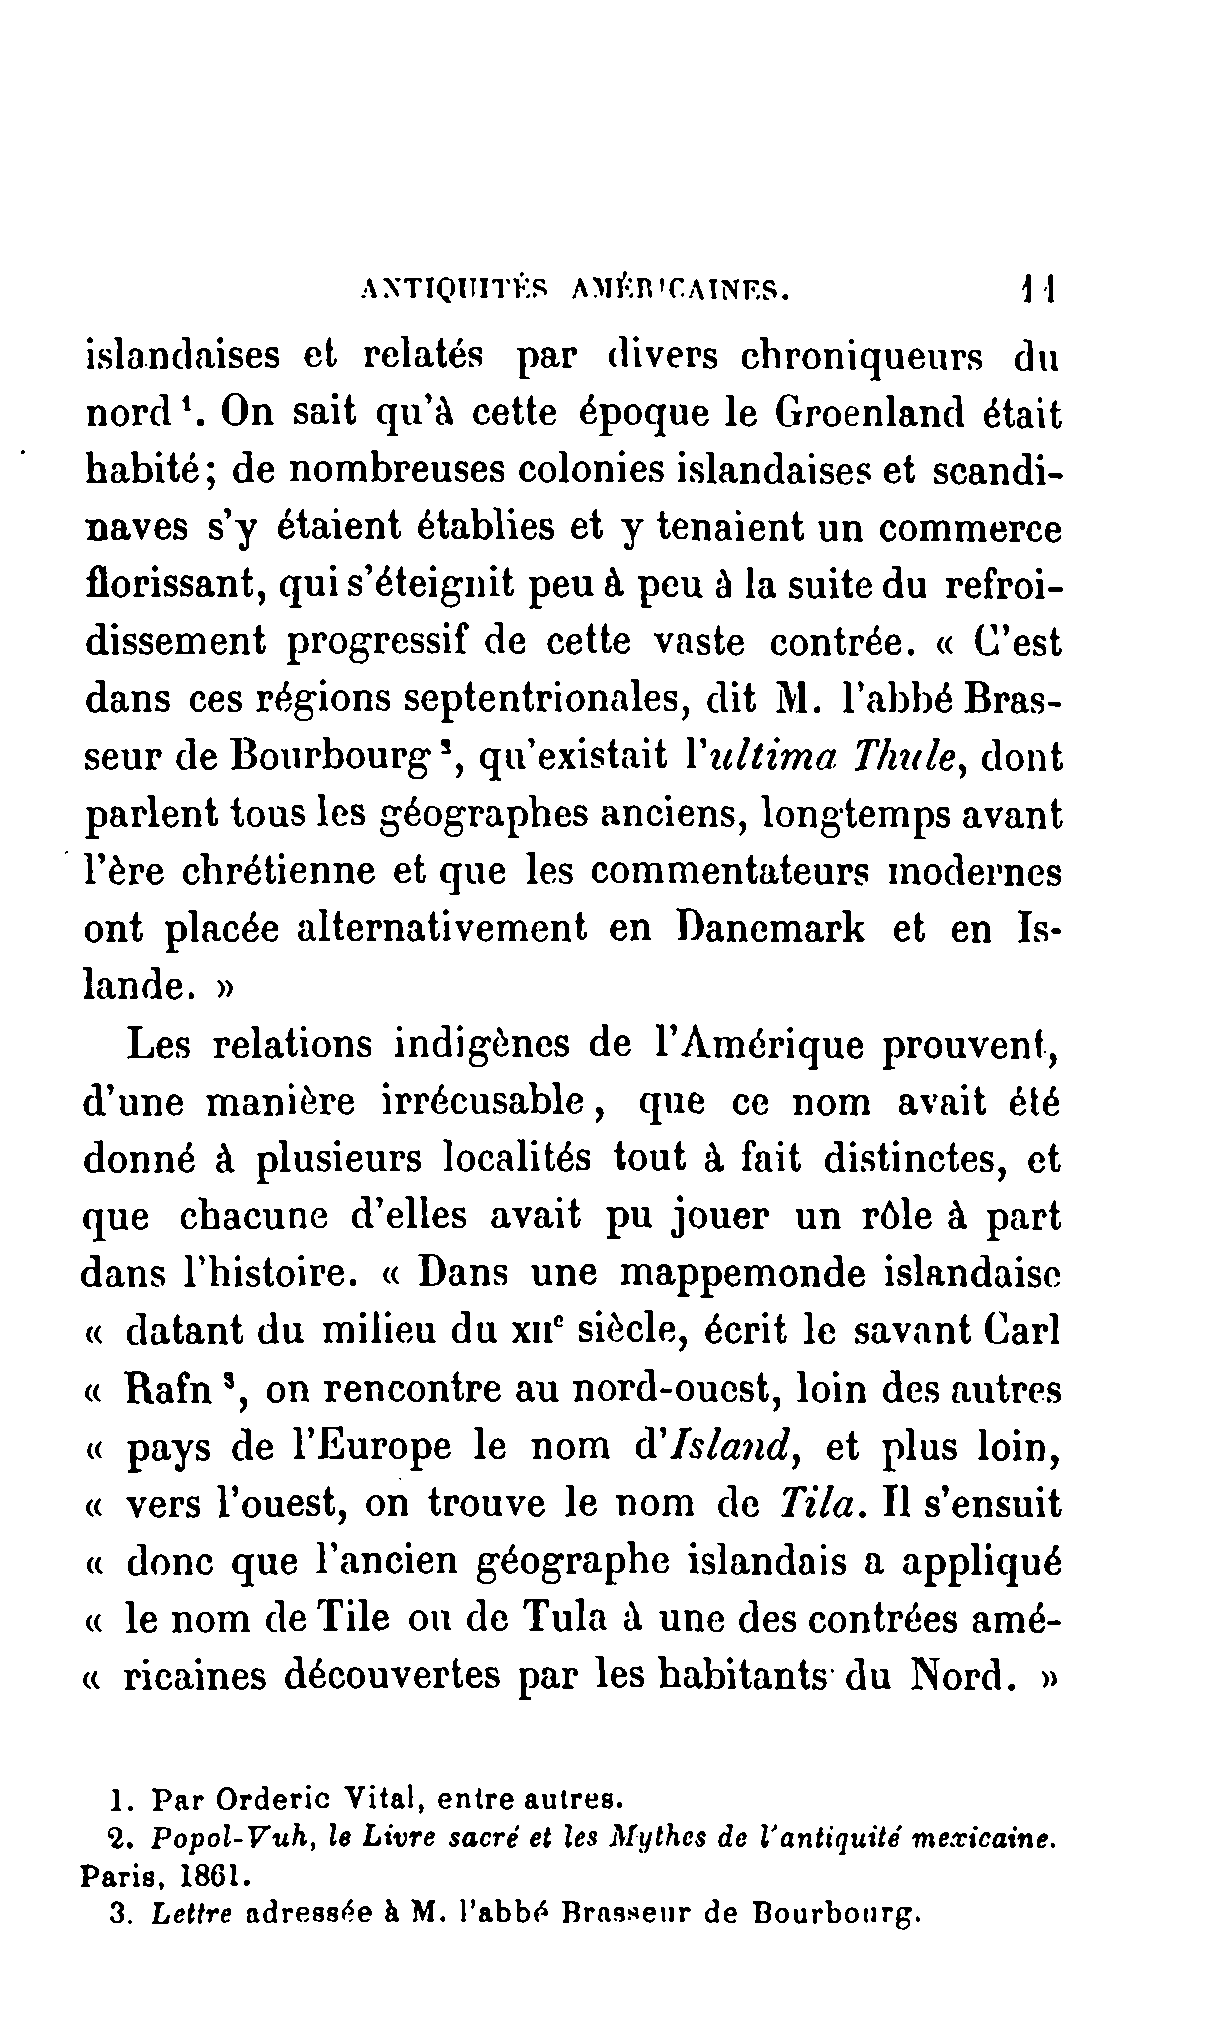 ANTIQUITÉS AMÉRICAINES. 11
islandaises et relatés par divers chroniqueurs du
nord ¹. On sait qu'à cette époque le Groenland était
habité; de nombreuses colonies islandaises et scandi-
naves s'y étaient établies et y tenaient un commerce
florissant, qui s'éteignit peu à peu à la suite du refroi-
dissement progressif de cette vaste contrée. « C'est
dans ces régions septentrionales, dit M. l'abbé Bras-
seur de Bourbourg ², qu'existait l'ultima Thule, dont
parlent tous les géographes anciens, longtemps avant
l'ère chrétienne et que les commentateurs modernes
ont placée alternativement en Danemark et en Is-
lande. »
Les relations indigènes de l'Amérique prouvent,
d'une manière irrécusable, que ce nom avait été
donné à plusieurs localités tout à fait distinctes, et
que chacune d'elles avait pu jouer un rôle à part
dans l'histoire. « Dans une mappemonde islandaise
« datant du milieu du XIIe siècle, écrit le savant Carl
« Rafn ³, on rencontre au nord-ouest, loin des autres
« pays de l'Europe le nom d'Island, et plus loin,
« vers l'ouest, on trouve le nom de Tila. Il s'ensuit
« donc que l'ancien géographe islandais a appliqué
« le nom de Tile ou de Tula à une des contrées amé-
« ricaines découvertes par les habitants du Nord. »
1. Par Orderic Vital, entre autres.
2. Popol-Vuh, le Livre sacré et les Mythes de l'antiquité mexicaine.
Paris, 1861.
3. Lettre adressée à M. l'abbé Brasseur de Bourbourg.